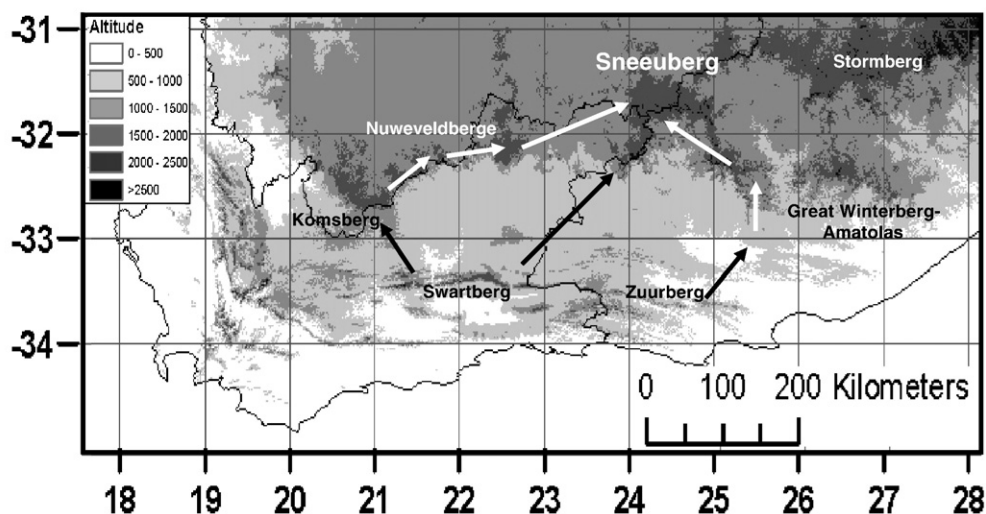 Altitude
0 - 500
500 - 1000
1000 - 1500
1500 - 2000
2000 - 2500
>2500
-31
-32
-33
-34
Sneeuberg
Stormberg
Nuweveldberge
Komsberg
Great Winterberg-
Amatolas
Swartberg
Zuurberg
0 100 200 Kilometers
18 19 20 21 22 23 24 25 26 27 28